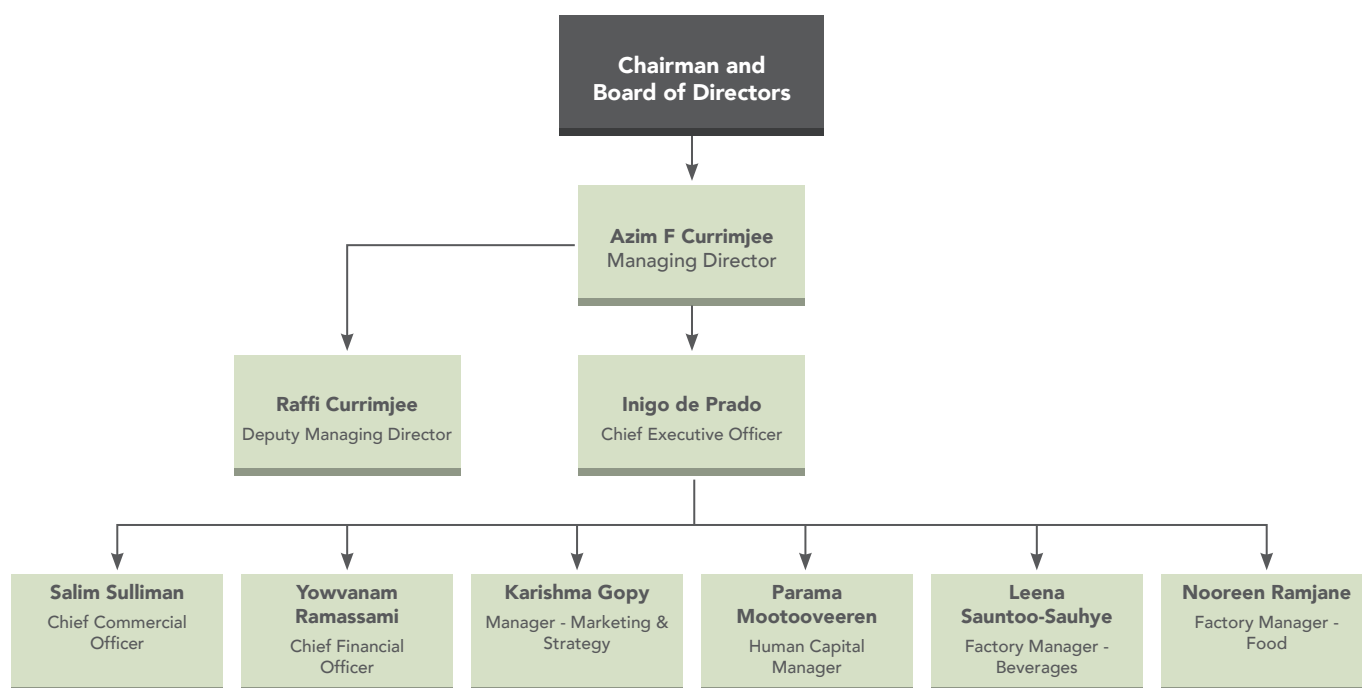 Chairman and
Board of Directors
Azim F Currimjee
Managing Director
Raffi Currimjee
Deputy Managing Director
Inigo de Prado
Chief Executive Officer
Salim Sulliman
Chief Commercial
Officer
Yowvanam
Ramassami
Chief Financial
Officer
Karishma Gopy
Manager - Marketing &
Strategy
Parama
Mootooveeren
Human Capital
Manager
Leena
Sauntoo-Sauhye
Factory Manager -
Beverages
Nooreen Ramjane
Factory Manager -
Food